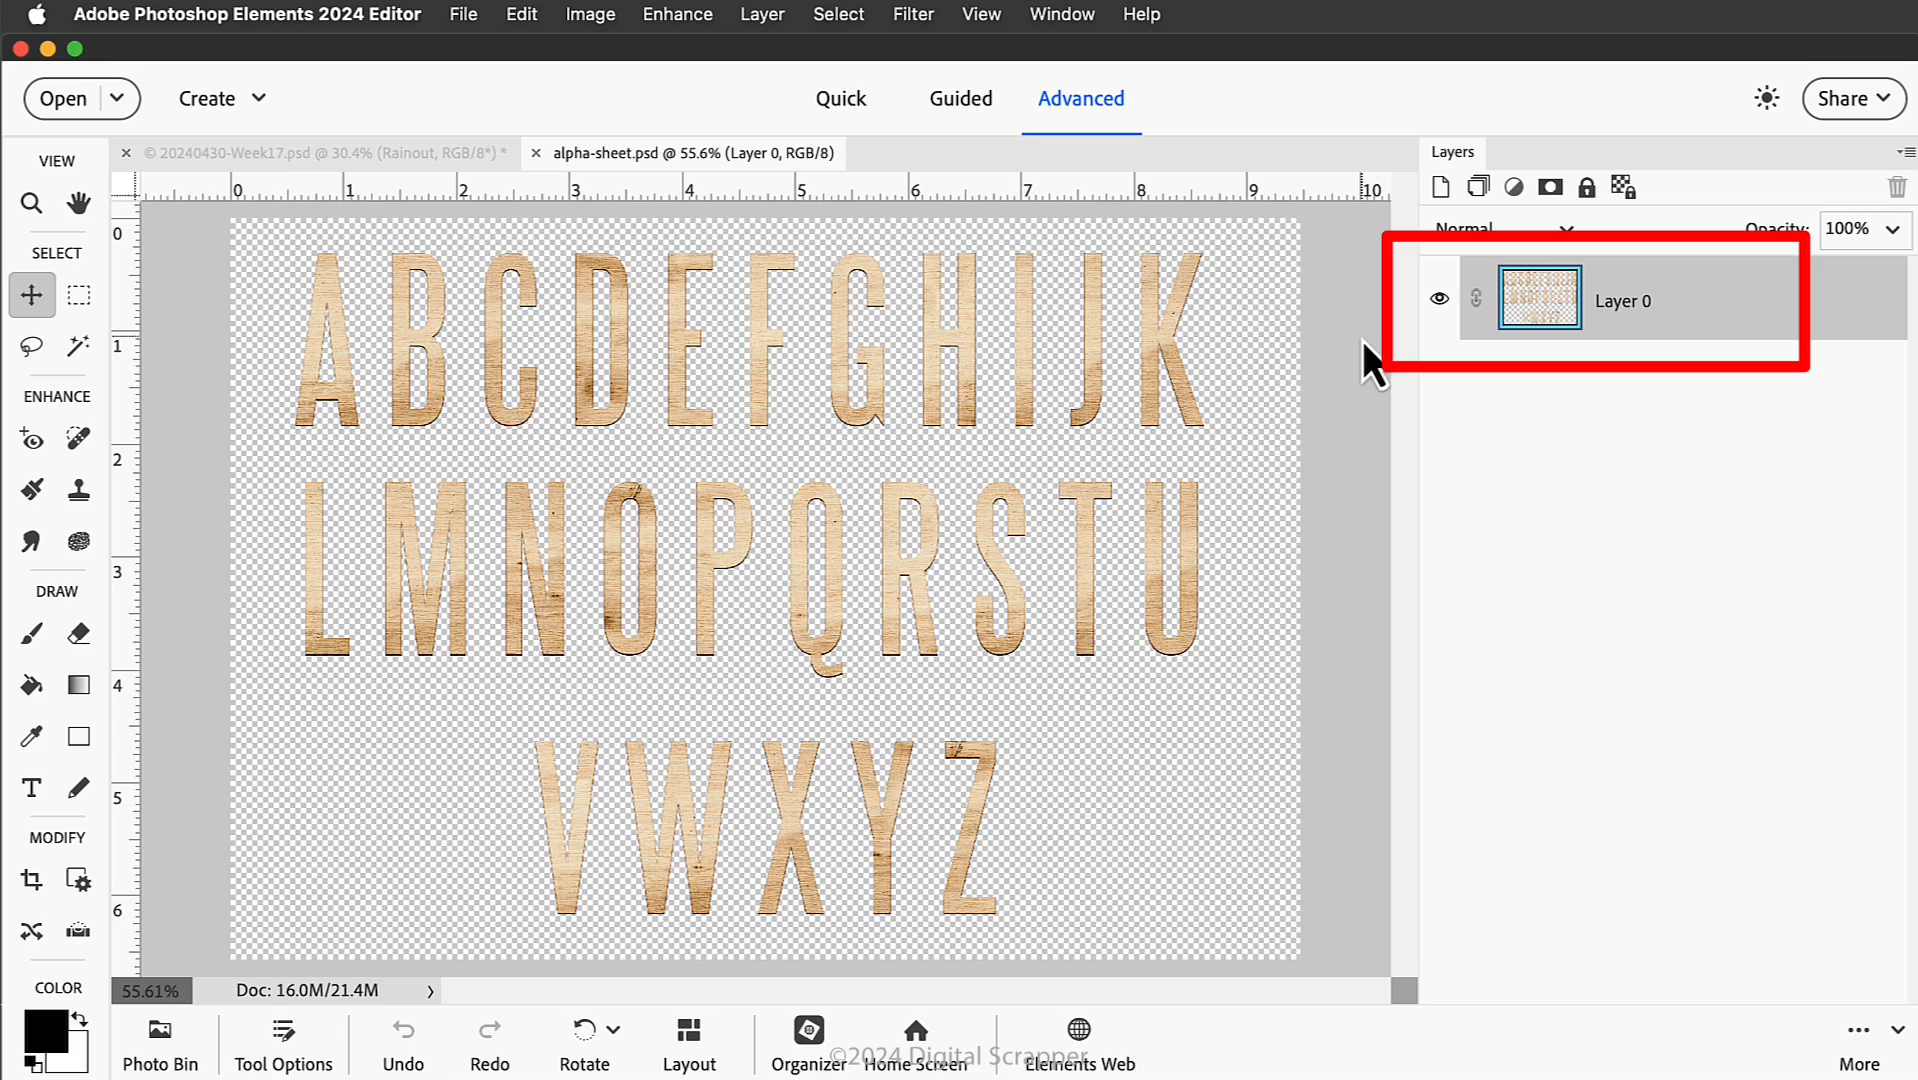 Adobe Photoshop Elements 2024 Editor File Edit Image Enhance Layer Select Filter View Window Help
Open Create Quick Guided Advanced Share
VIEW
© 20240430-Week17.psd @ 30.4% (Rainout, RGB/8*) *
alpha-sheet.psd @ 55.6% (Layer 0, RGB/8)
Layers
0 1 2 3 4 5 6 7 8 9 10
Normal Opacity: 100%
0
SELECT
A B C D E F G H I J K
Layer 0
1
ENHANCE
2
L M N O P Q R S T U
3
DRAW
4
V W X Y Z
T
5
MODIFY
6
COLOR
55.61% Doc: 16.0M/21.4M
Photo Bin Tool Options Undo Redo Rotate Layout Organizer Home Screen Elements Web More
©2024 Digital Scrapper